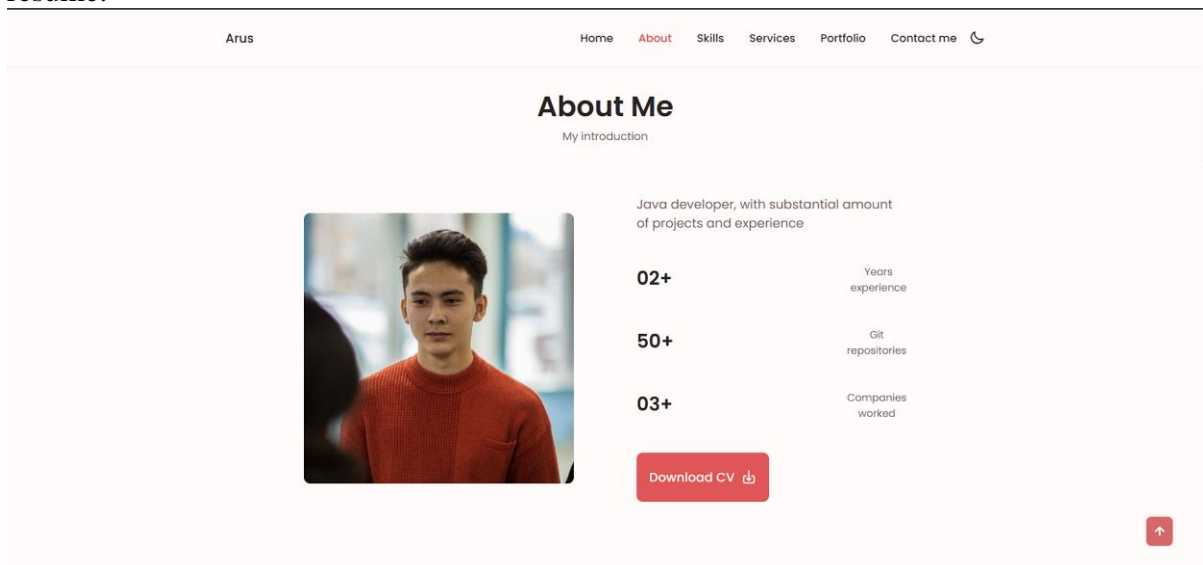 resume.
Arus
Home About Skills Services Portfolio Contact me
About Me
My introduction
Java developer, with substantial amount
of projects and experience
02+
Years
experience
50+
Git
repositories
03+
Companies
worked
Download CV